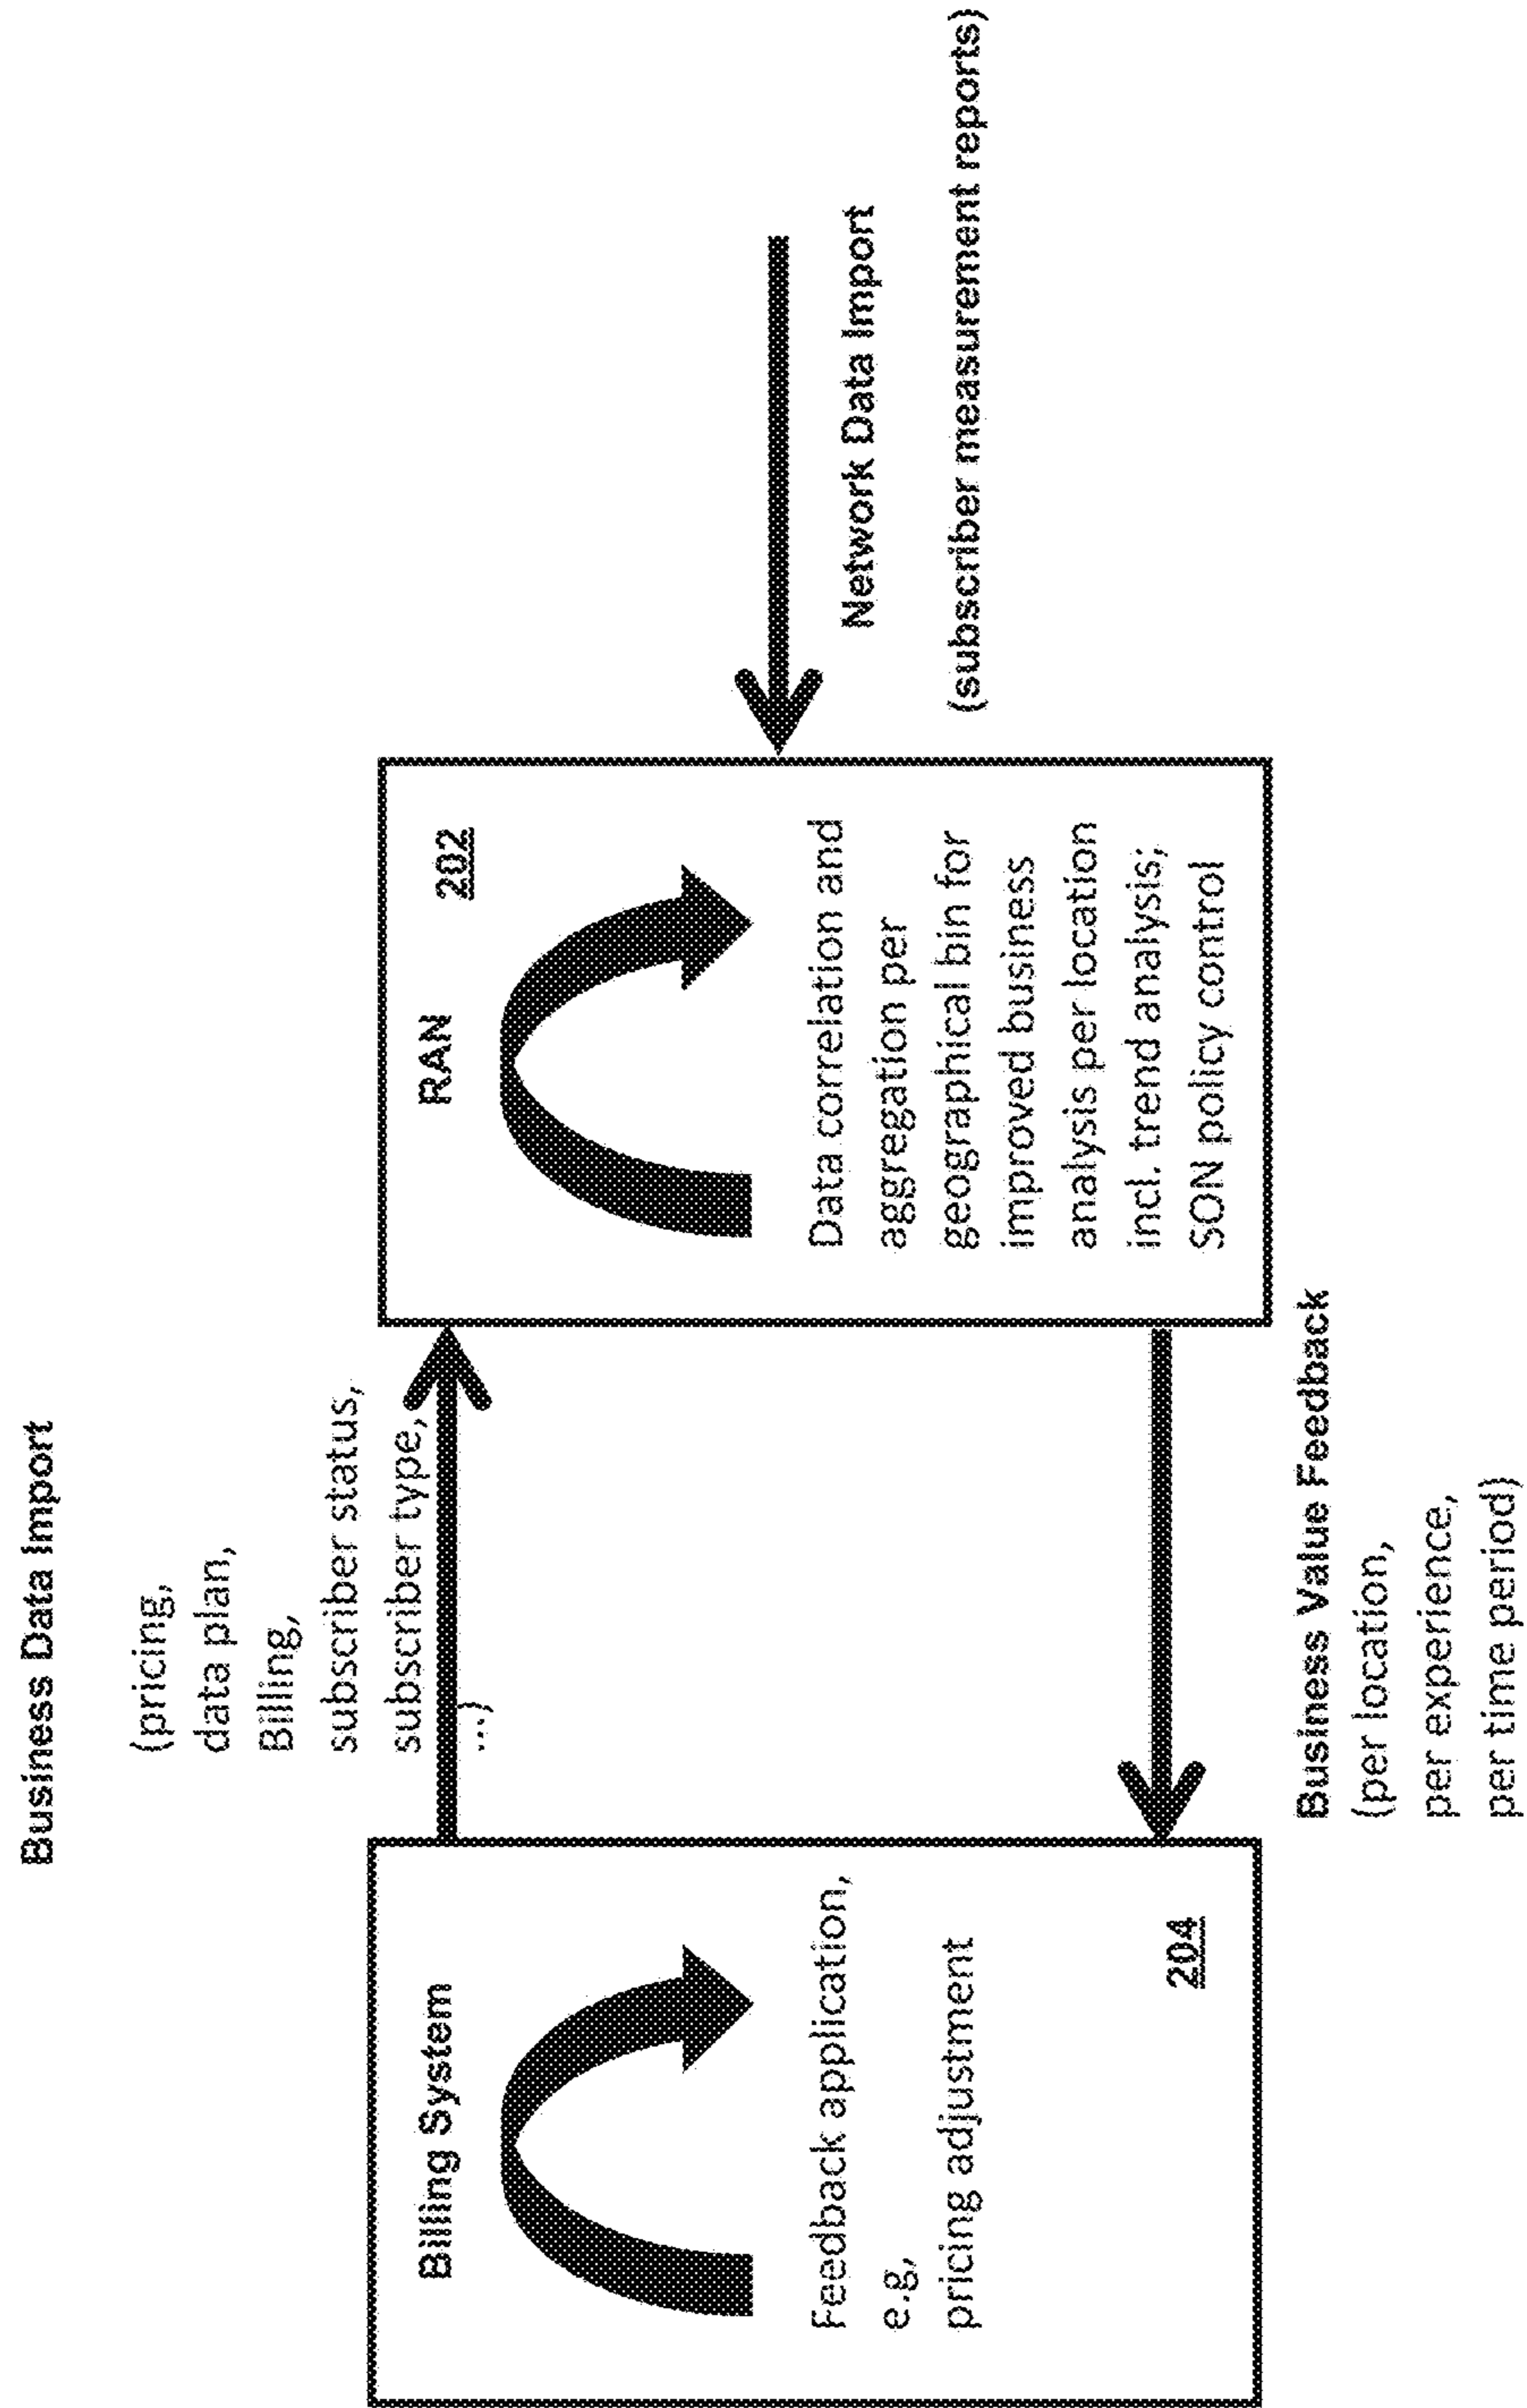 Business Data Import
(pricing,
data plan,
Billing,
subscriber status,
subscriber type,
...)
Billing System
Feedback application,
e.g,
pricing adjustment
204
RAN
202
Data correlation and
aggregation per
geographical bin for
improved business
analysis per location
incl. trend analysis;
SON policy control
Network Data Import
(subscriber measurement reports)
Business Value Feedback
(per location,
per experience,
per time period)